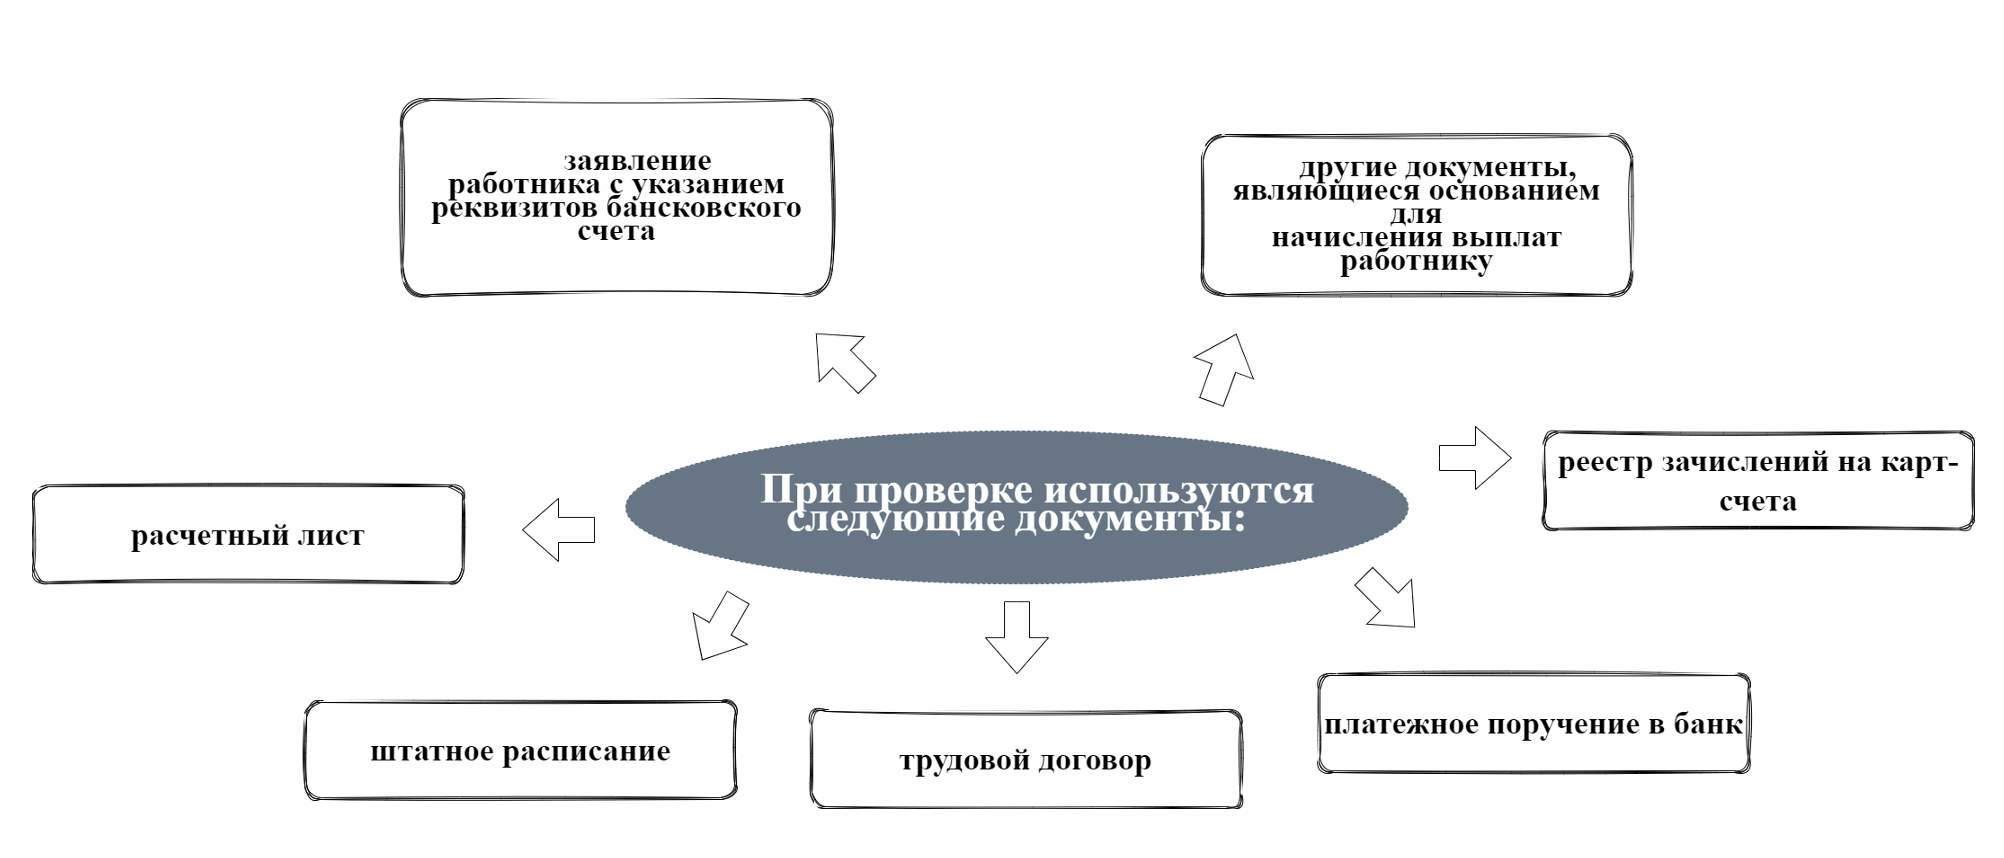 заявление
работника с указанием
реквизитов бансковского
счета
другие документы,
являющиеся основанием
для
начисления выплат
работнику
При проверке используются
следующие документы:
реестр зачислений на карт-
счета
расчетный лист
штатное расписание
трудовой договор
платежное поручение в банк